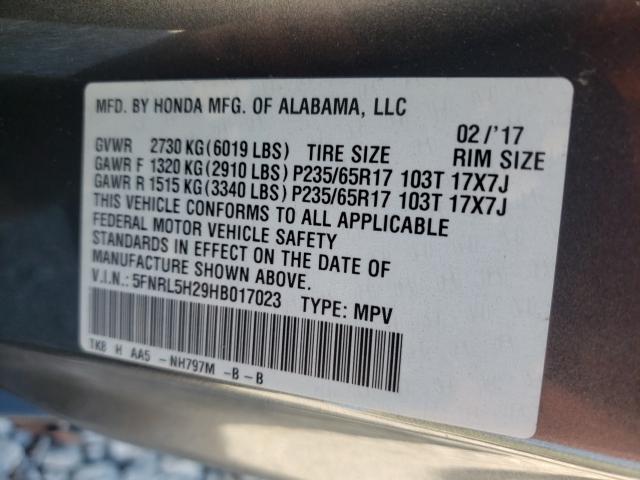 MFD. BY HONDA MFG. OF ALABAMA, LLC
02/'17
GVWR 2730 KG(6019 LBS) TIRE SIZE RIM SIZE
GAWR F 1320 KG(2910 LBS)P235/65R17 103T 17X7J
GAWR R 1515 KG(3340 LBS)P235/65R17 103T 17X7J
THIS VEHICLE CONFORMS TO ALL APPLICABLE
FEDERAL MOTOR VEHICLE SAFETY
STANDARDS IN EFFECT ON THE DATE OF
MANUFACTURE SHOWN ABOVE.
V.I.N.: 5FNRL5H29HB017023 TYPE: MPV
TK8 H AA5 -NH797M -B-B